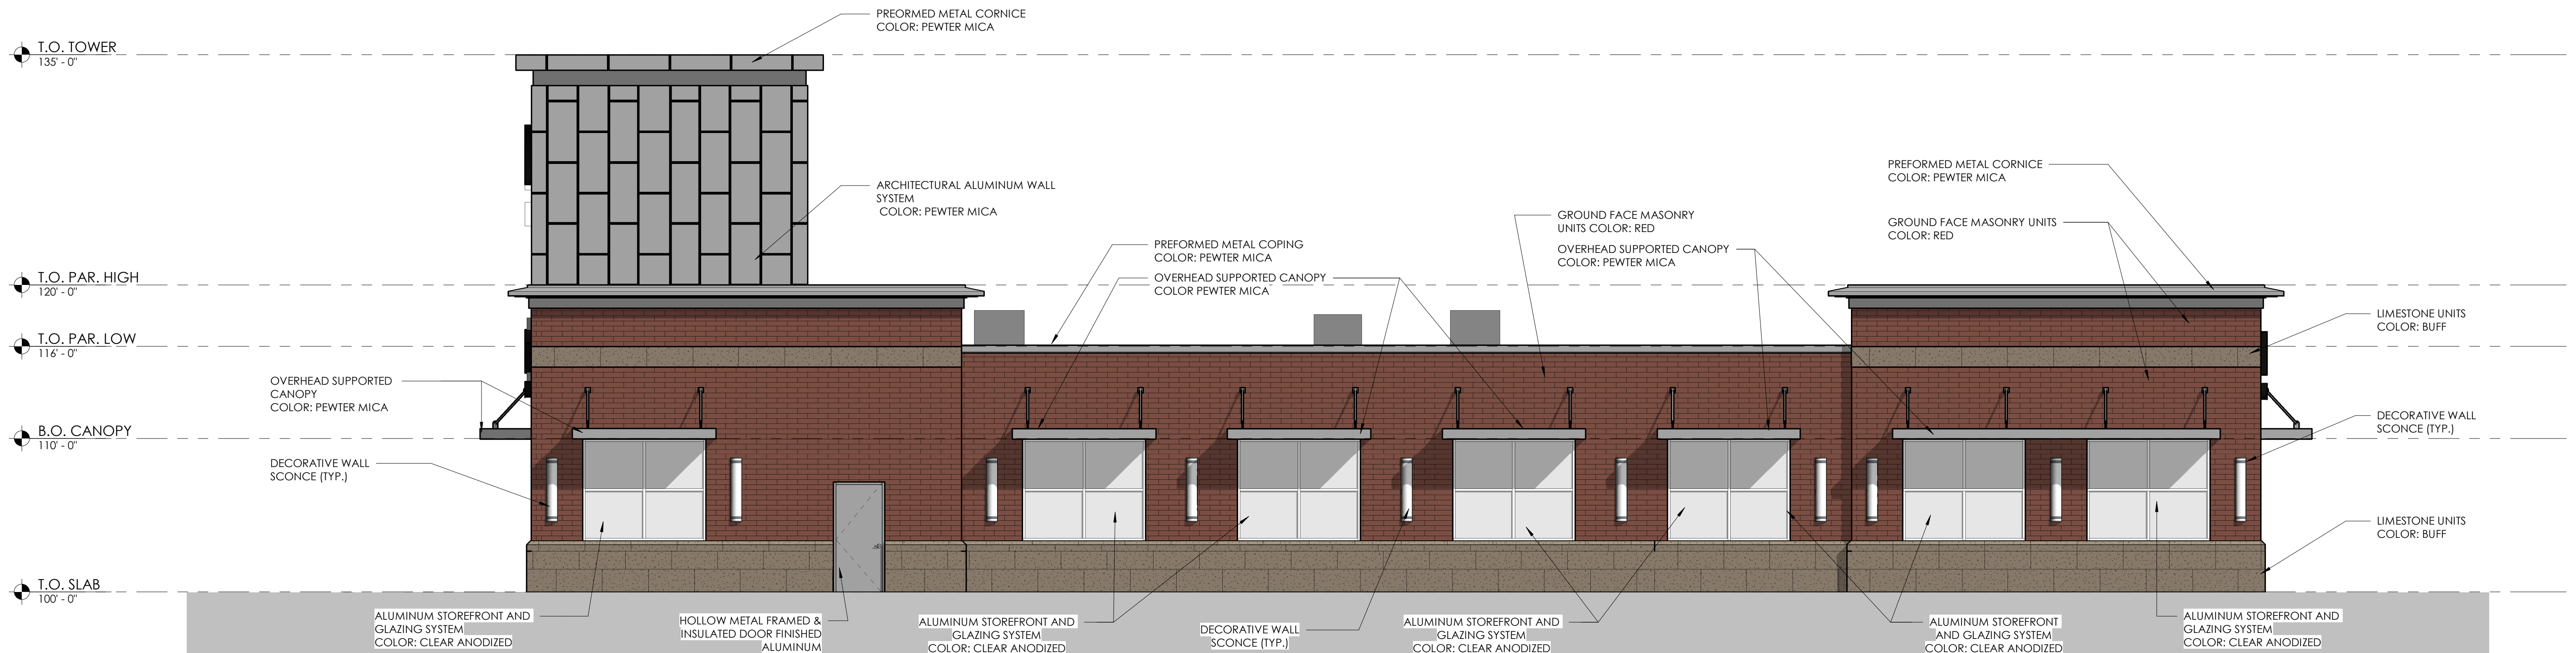 PREORMED METAL CORNICE
COLOR: PEWTER MICA
T.O. TOWER
135' - 0"
PREFORMED METAL CORNICE
COLOR: PEWTER MICA
ARCHITECTURAL ALUMINUM WALL
SYSTEM
COLOR: PEWTER MICA
GROUND FACE MASONRY
UNITS COLOR: RED
GROUND FACE MASONRY UNITS
COLOR: RED
PREFORMED METAL COPING
COLOR: PEWTER MICA
OVERHEAD SUPPORTED CANOPY
COLOR: PEWTER MICA
T.O. PAR. HIGH
120' - 0"
OVERHEAD SUPPORTED CANOPY
COLOR PEWTER MICA
LIMESTONE UNITS
COLOR: BUFF
T.O. PAR. LOW
116' - 0"
OVERHEAD SUPPORTED
CANOPY
COLOR: PEWTER MICA
DECORATIVE WALL
SCONCE (TYP.)
B.O. CANOPY
110' - 0"
DECORATIVE WALL
SCONCE (TYP.)
LIMESTONE UNITS
COLOR: BUFF
T.O. SLAB
100' - 0"
ALUMINUM STOREFRONT AND
GLAZING SYSTEM
COLOR: CLEAR ANODIZED
HOLLOW METAL FRAMED &
INSULATED DOOR FINISHED
ALUMINUM
ALUMINUM STOREFRONT AND
GLAZING SYSTEM
COLOR: CLEAR ANODIZED
DECORATIVE WALL
SCONCE (TYP.)
ALUMINUM STOREFRONT AND
GLAZING SYSTEM
COLOR: CLEAR ANODIZED
ALUMINUM STOREFRONT
AND GLAZING SYSTEM
COLOR: CLEAR ANODIZED
ALUMINUM STOREFRONT AND
GLAZING SYSTEM
COLOR: CLEAR ANODIZED